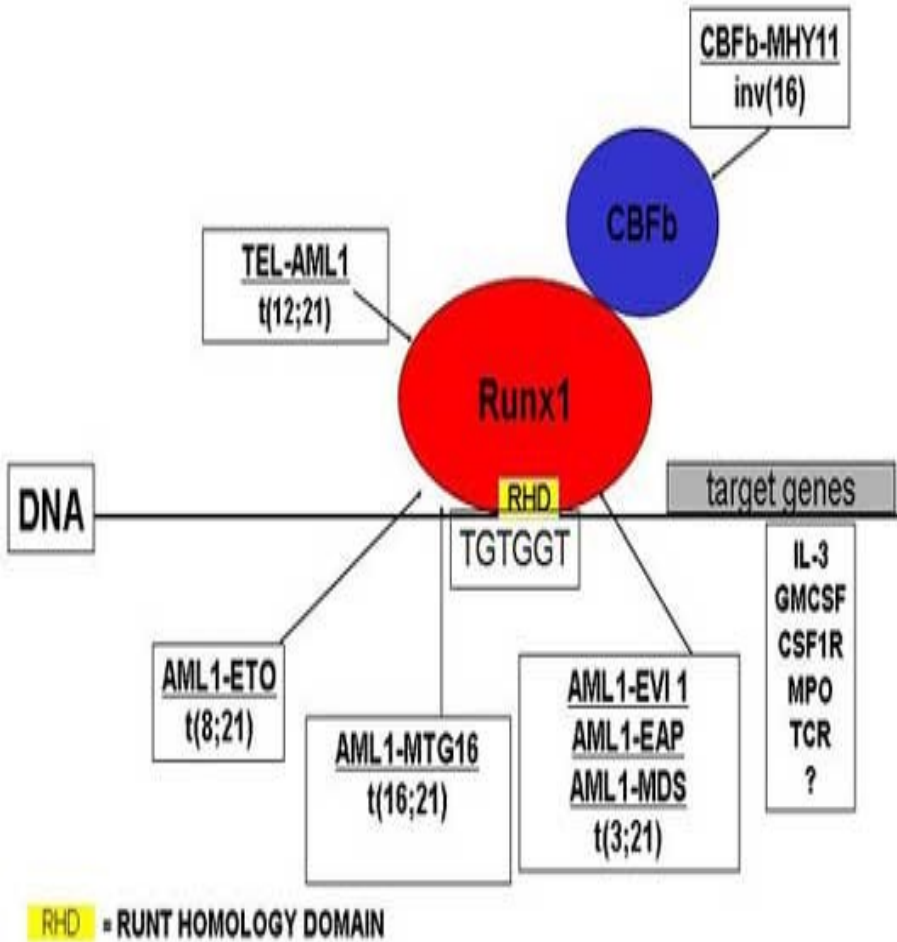 CBFb-MHY11
inv(16)
CBFb
TEL-AML1
t(12;21)
Runx1
DNA
RHD
target genes
TGTGGT
IL-3
GMCSF
CSF1R
MPO
TCR
?
AML1-ETO
t(8;21)
AML1-MTG16
t(16;21)
AML1-EVI 1
AML1-EAP
AML1-MDS
t(3;21)
RHD = RUNT HOMOLOGY DOMAIN